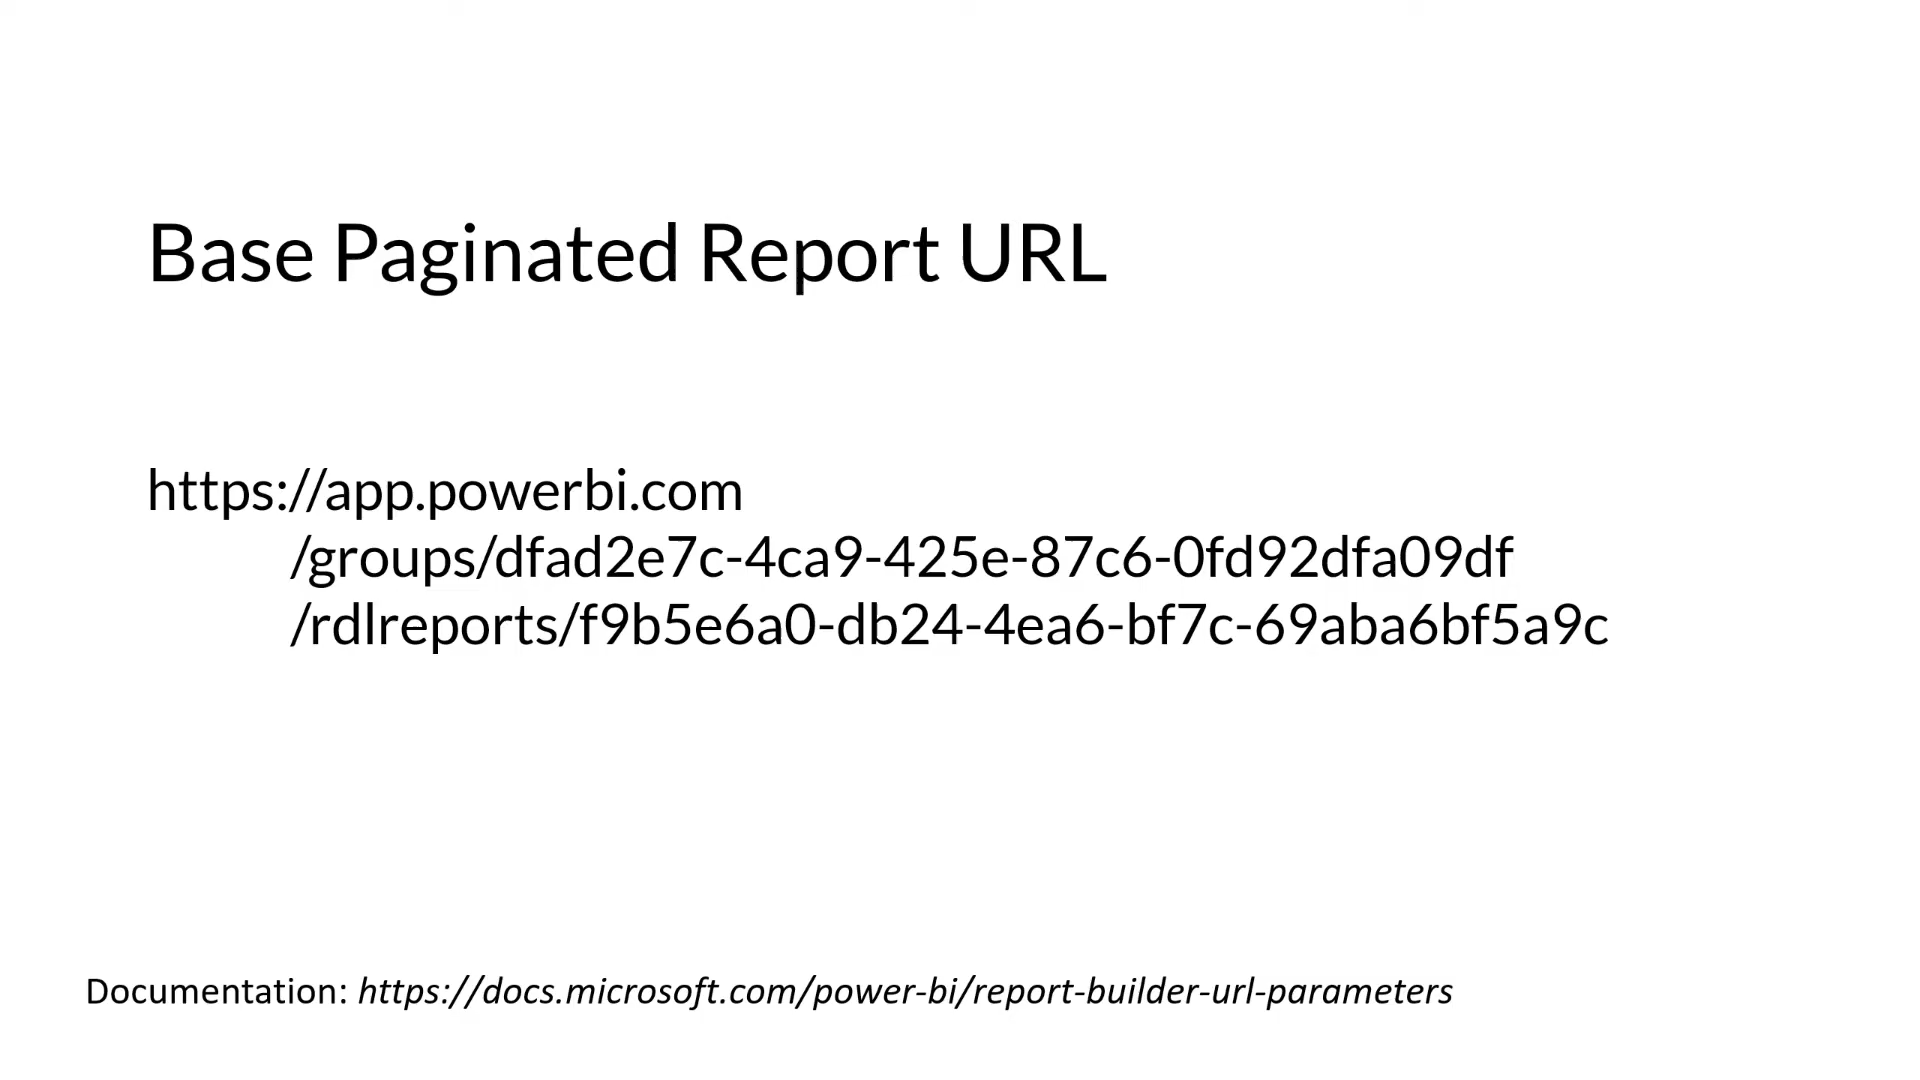 Base Paginated Report URL
https://app.powerbi.com
/groups/dfad2e7c-4ca9-425e-87c6-0fd92dfa09df
/rdlreports/f9b5e6a0-db24-4ea6-bf7c-69aba6bf5a9c
Documentation: https://docs.microsoft.com/power-bi/report-builder-url-parameters